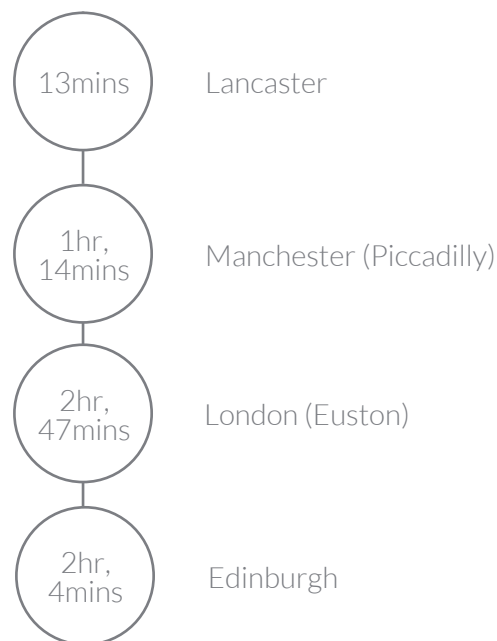 13mins
Lancaster
1hr,
14mins
Manchester (Piccadilly)
2hr,
47mins
London (Euston)
2hr,
4mins
Edinburgh